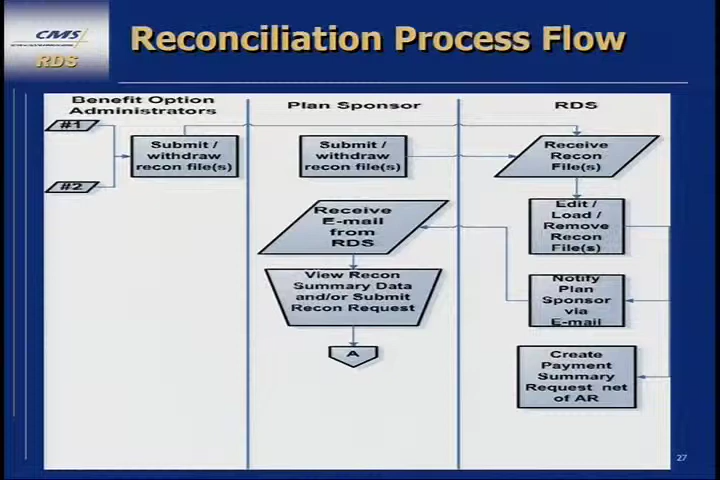 CMS
RDS
Reconciliation Process Flow
Benefit Option
Administrators
Plan Sponsor
RDS
#1
#2
Submit /
withdraw
recon file(s)
Submit /
withdraw
recon file(s)
Receive
Recon
File(s)
Receive
E-mail
from
RDS
Edit /
Load /
Remove
Recon
File(s)
View Recon
Summary Data
and/or Submit
Recon Request
Notify
Plan
Sponsor
via
E-mail
A
Create
Payment
Summary
Request net
of AR
27